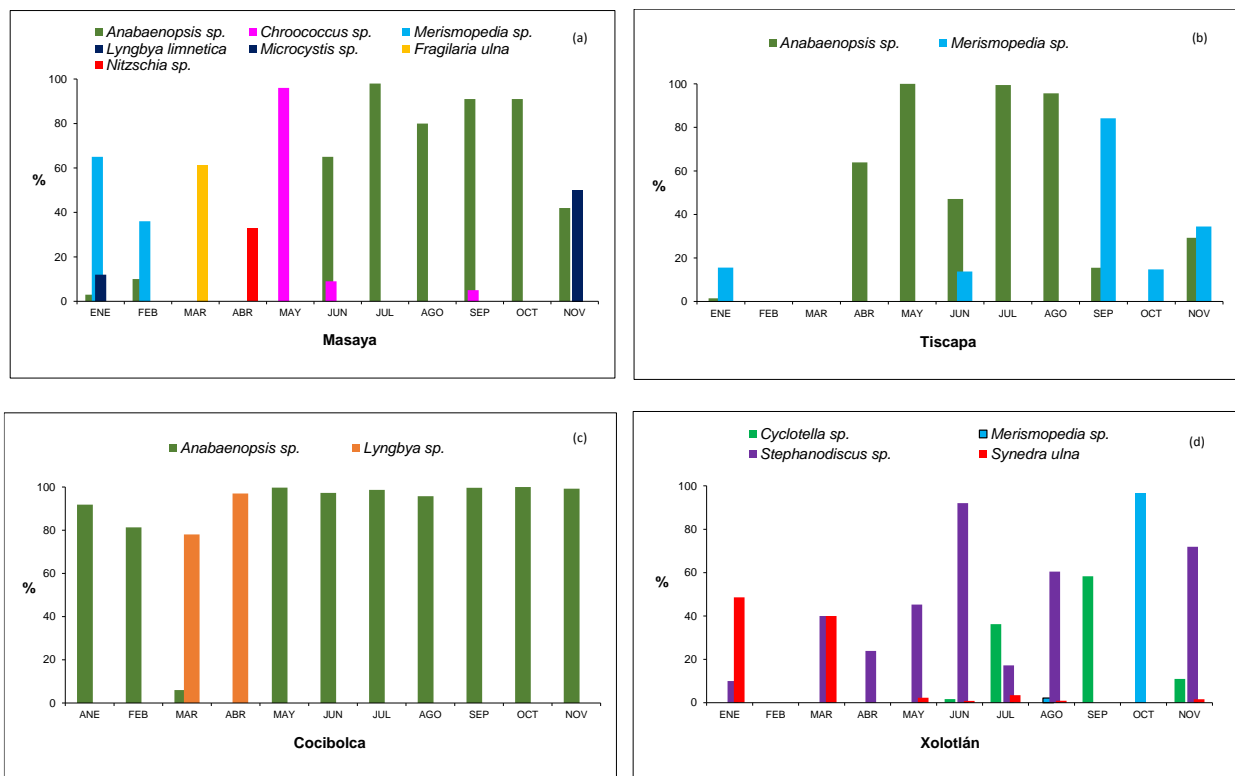 Anabaenopsis sp. Chroococcus sp. Merismopedia sp. (a)
Lyngbya limnetica Microcystis sp. Fragilaria ulna
Nitzschia sp.
100
80
60
%
40
20
0
ENE FEB MAR ABR MAY JUN JUL AGO SEP OCT NOV
Masaya
(b)
Anabaenopsis sp. Merismopedia sp.
100
80
60
%
40
20
0
ENE FEB MAR ABR MAY JUN JUL AGO SEP OCT NOV
Tiscapa
(c)
Anabaenopsis sp. Lyngbya sp.
100
80
60
%
40
20
0
ANE FEB MAR ABR MAY JUN JUL AGO SEP OCT NOV
Cocibolca
Cyclotella sp. Merismopedia sp. (d)
Stephanodiscus sp. Synedra ulna
100
80
60
%
40
20
0
ENE FEB MAR ABR MAY JUN JUL AGO SEP OCT NOV
Xolotlán